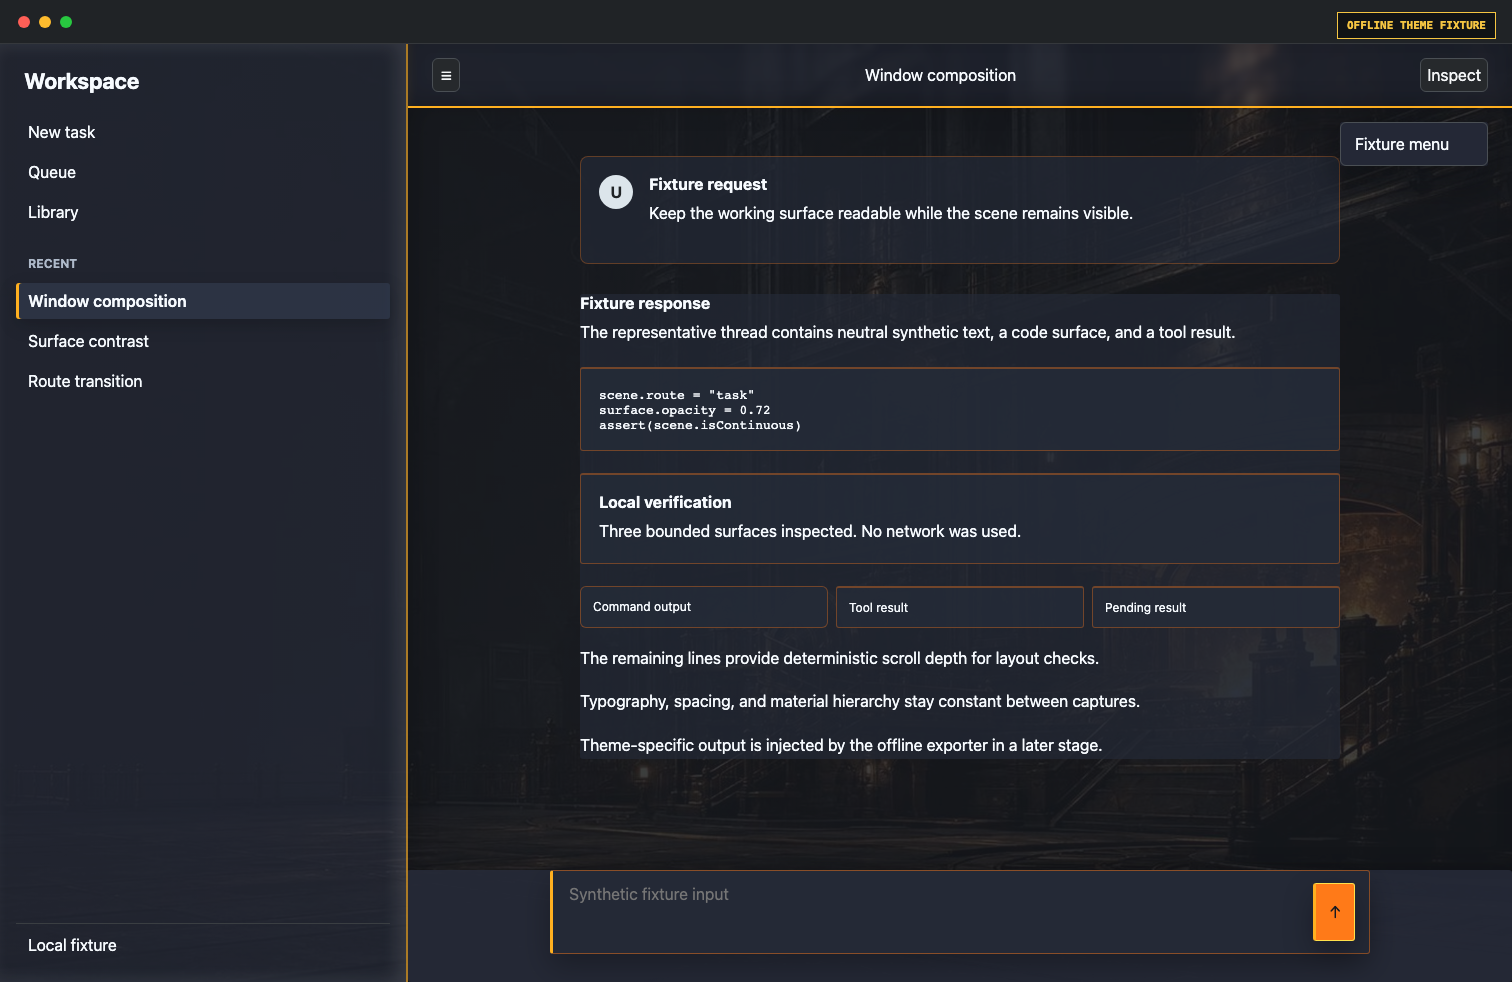 OFFLINE THEME FIXTURE
Workspace
New task
Queue
Library
RECENT
Window composition
Surface contrast
Route transition
Local fixture
Window composition
Inspect
Fixture menu
U
Fixture request
Keep the working surface readable while the scene remains visible.
Fixture response
The representative thread contains neutral synthetic text, a code surface, and a tool result.
scene.route = "task"
surface.opacity = 0.72
assert(scene.isContinuous)
Local verification
Three bounded surfaces inspected. No network was used.
Command output
Tool result
Pending result
The remaining lines provide deterministic scroll depth for layout checks.
Typography, spacing, and material hierarchy stay constant between captures.
Theme-specific output is injected by the offline exporter in a later stage.
Synthetic fixture input